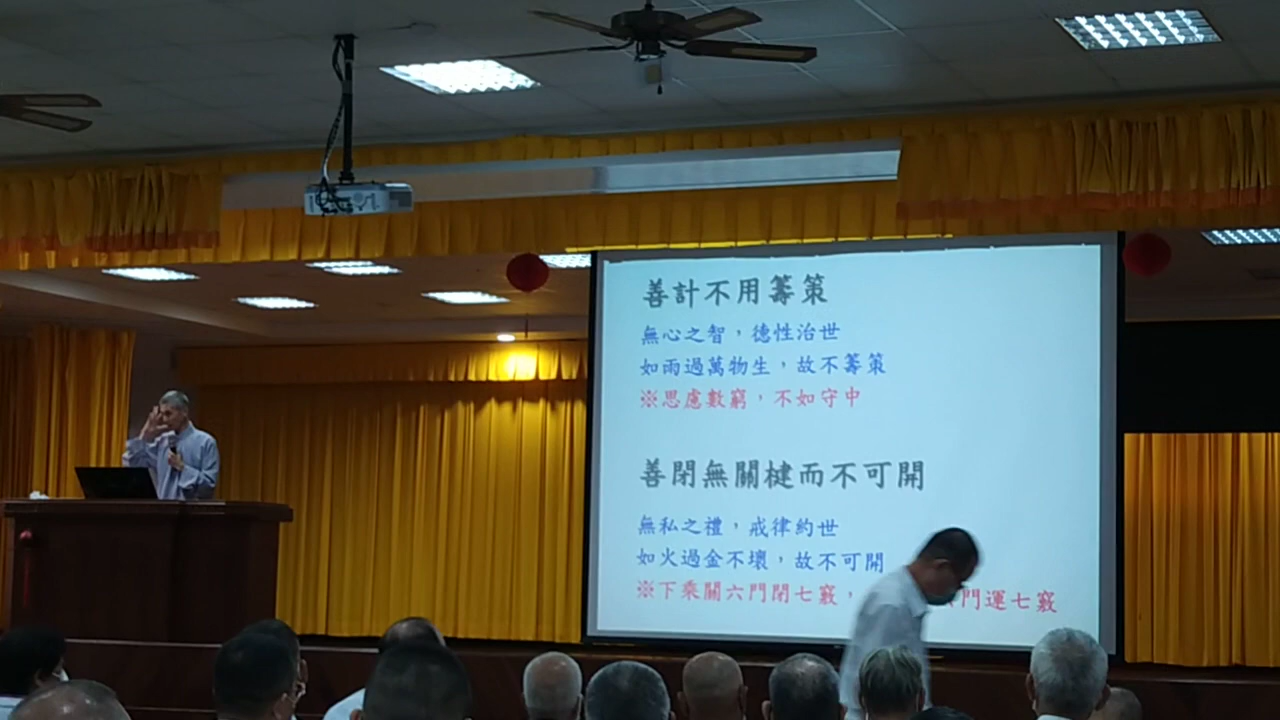 善計不用籌策
無心之智，德性治世
如雨過萬物生，故不籌策
※思慮數窮，不如守中
善閉無關楗而不可開
無私之禮，戒律約世
如火過金不壞，故不可開
※下乘關六門閉七竅，門運七竅